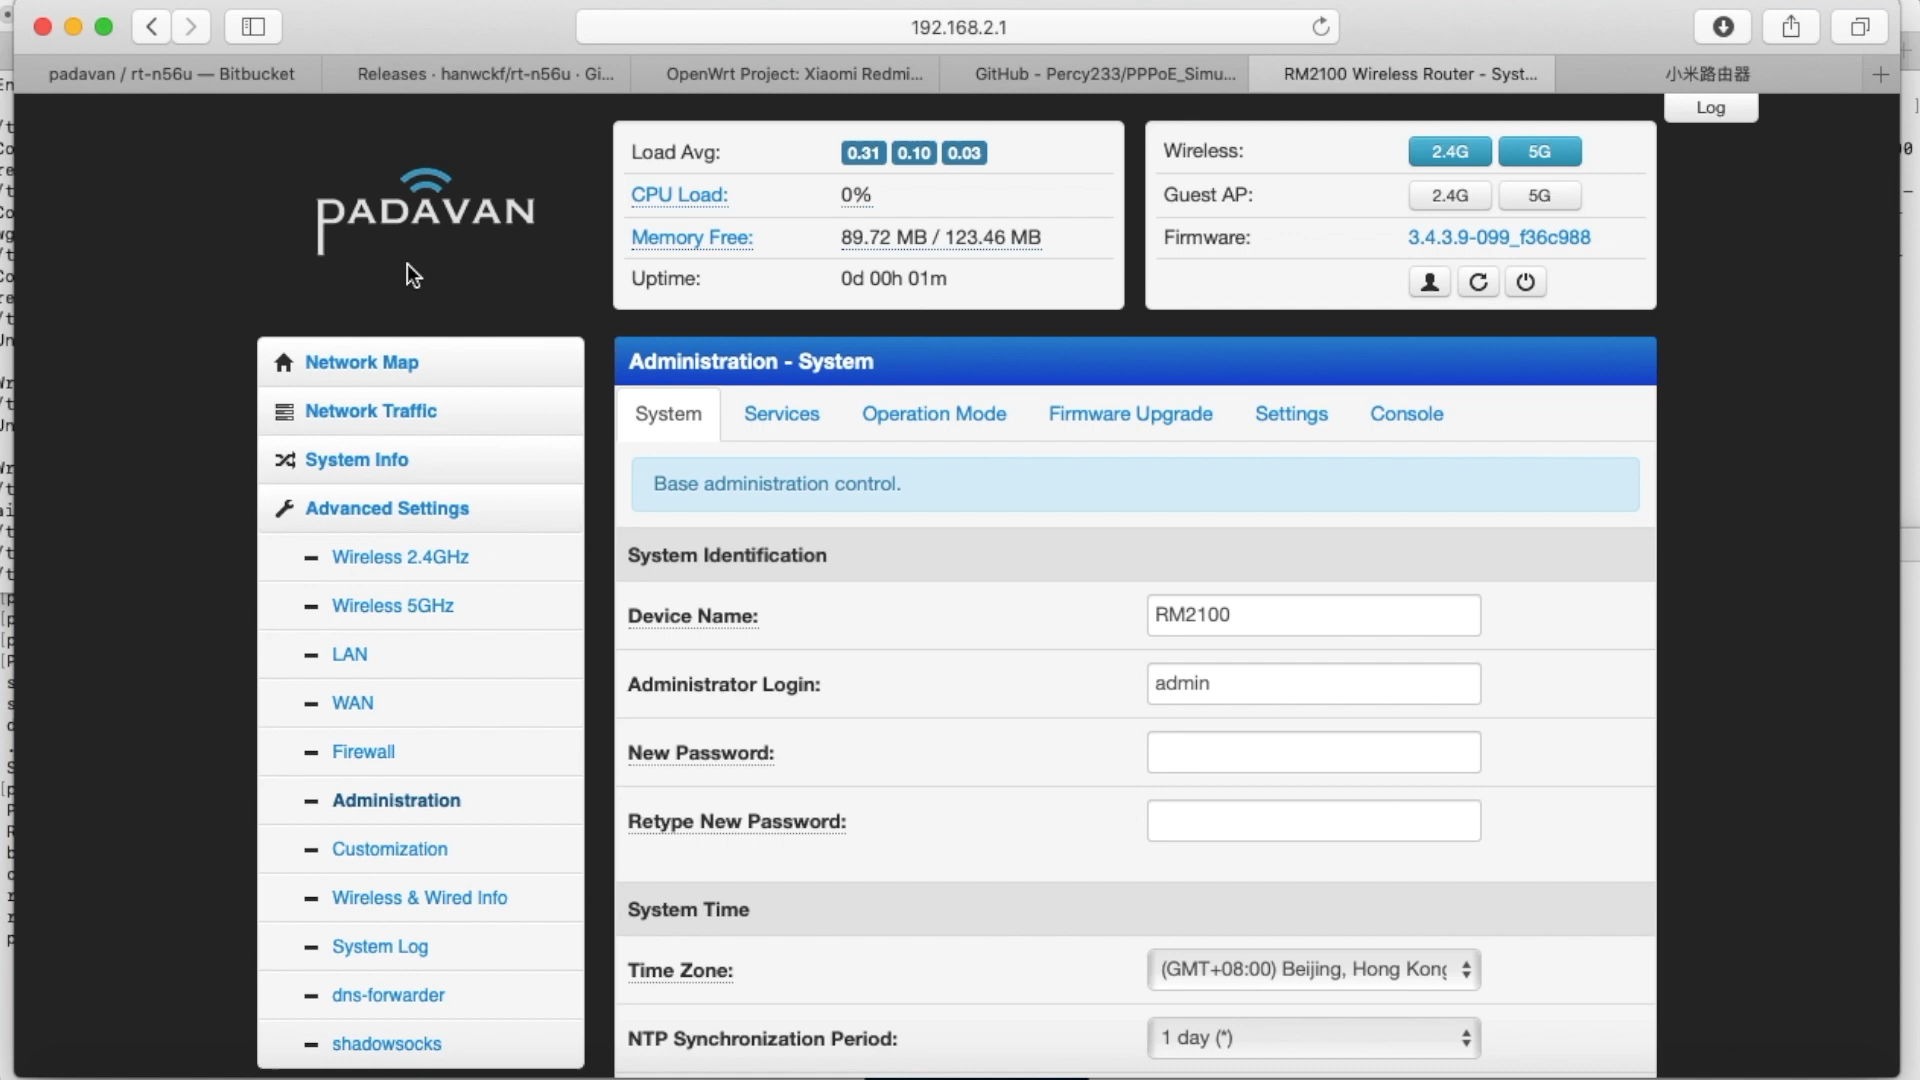 192.168.2.1
padavan / rt-n56u — Bitbucket
Releases · hanwckf/rt-n56u · Gi...
OpenWrt Project: Xiaomi Redmi...
GitHub - Percy233/PPPoE_Simu...
RM2100 Wireless Router - Syst...
小米路由器
Log
PADAVAN
Load Avg: 0.31 0.10 0.03
CPU Load: 0%
Memory Free: 89.72 MB / 123.46 MB
Uptime: 0d 00h 01m
Wireless: 2.4G 5G
Guest AP: 2.4G 5G
Firmware: 3.4.3.9-099_f36c988
Network Map
Network Traffic
System Info
Advanced Settings
Wireless 2.4GHz
Wireless 5GHz
LAN
WAN
Firewall
Administration
Customization
Wireless & Wired Info
System Log
dns-forwarder
shadowsocks
Administration - System
System Services Operation Mode Firmware Upgrade Settings Console
Base administration control.
System Identification
Device Name: RM2100
Administrator Login: admin
New Password:
Retype New Password:
System Time
Time Zone: (GMT+08:00) Beijing, Hong Kong
NTP Synchronization Period: 1 day (*)